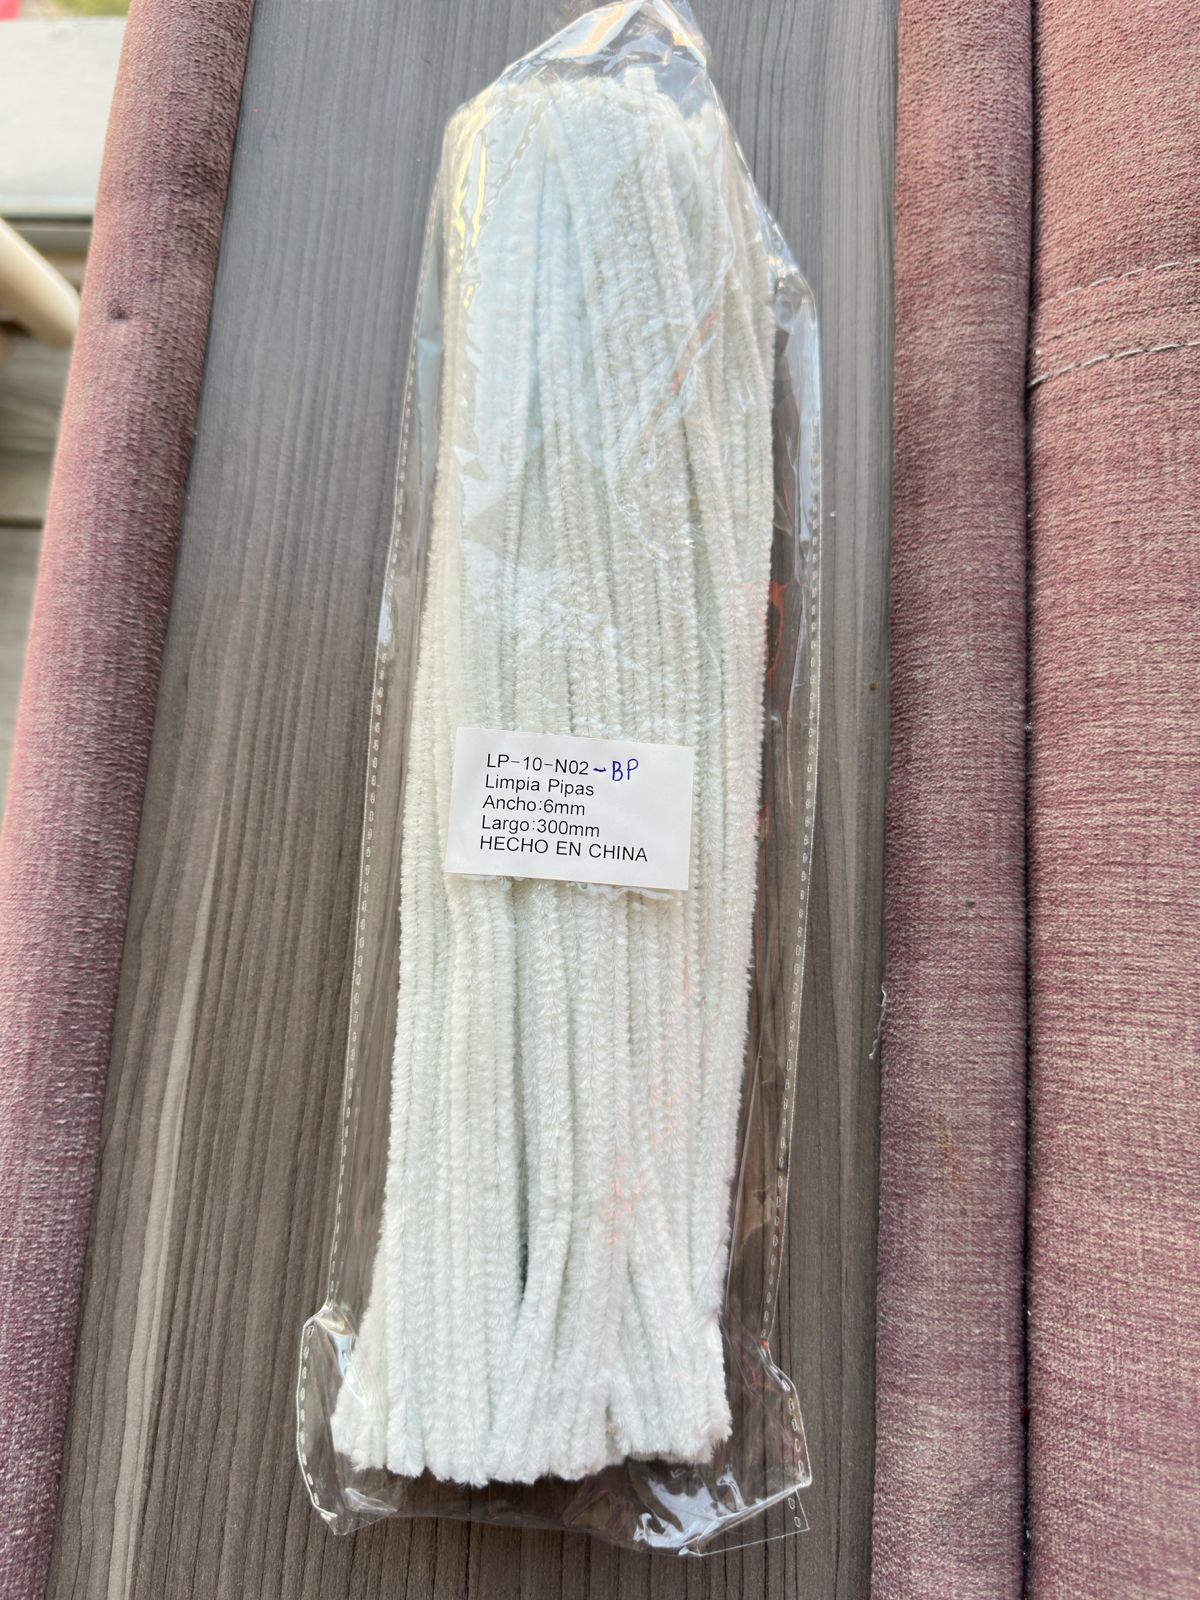 LP-10-N02-BP
Limpia Pipas
Ancho:6mm
Largo:300mm
HECHO EN CHINA